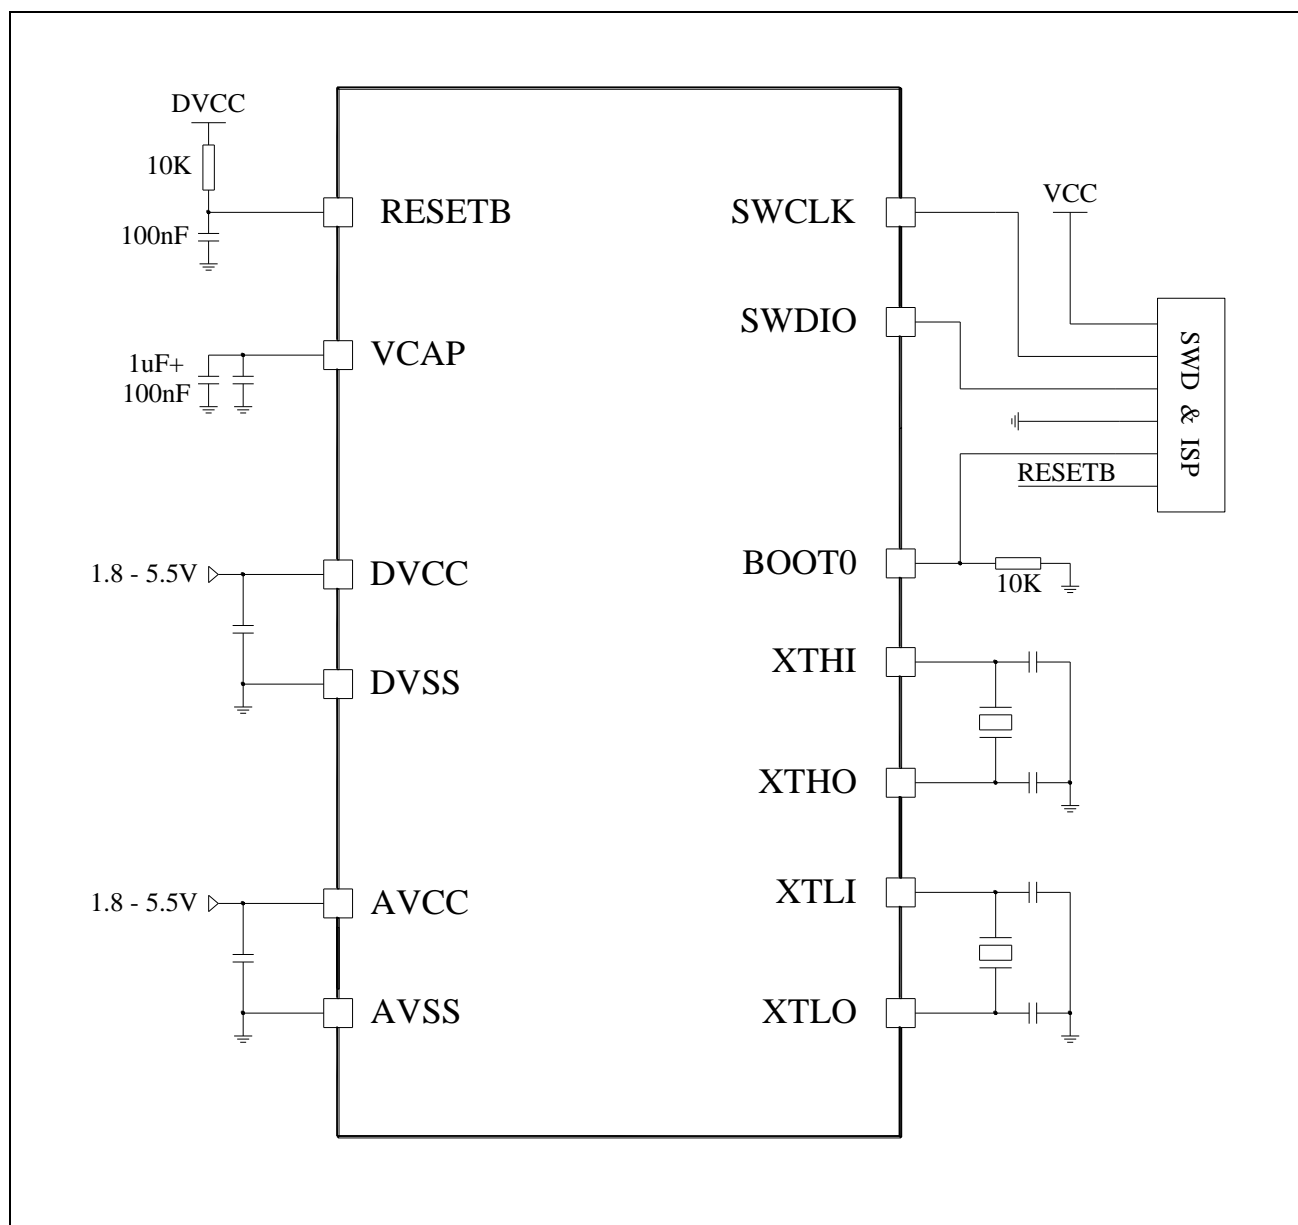 DVCC
10K
RESETB
100nF
VCAP
1uF+
100nF
1.8 - 5.5V
DVCC
DVSS
1.8 - 5.5V
AVCC
AVSS
SWCLK
VCC
SWDIO
SWD & ISP
RESETB
BOOT0
10K
XTHI
XTHO
XTLI
XTLO